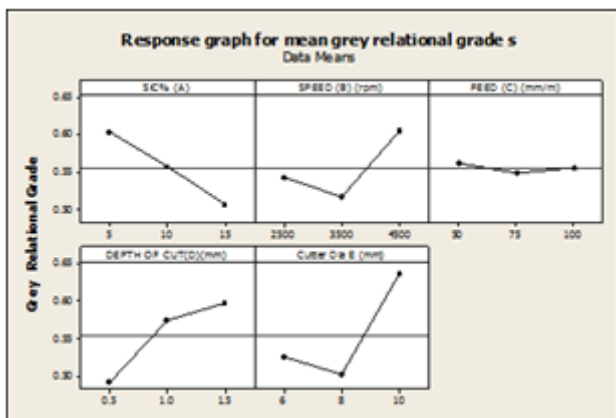 Response graph for mean grey relational grade s
Data Means
SiC% (A) SPEED (B) (rpm) FEED (C) (mm/m)
0.65
0.60
0.55
0.50
5 10 15 2500 3500 4500 50 75 100
DEPTH OF CUT(D)(mm) Cutter Dia E (mm)
0.65
0.60
0.55
0.50
0.5 1.0 1.5 6 8 10
Grey Relational Grade